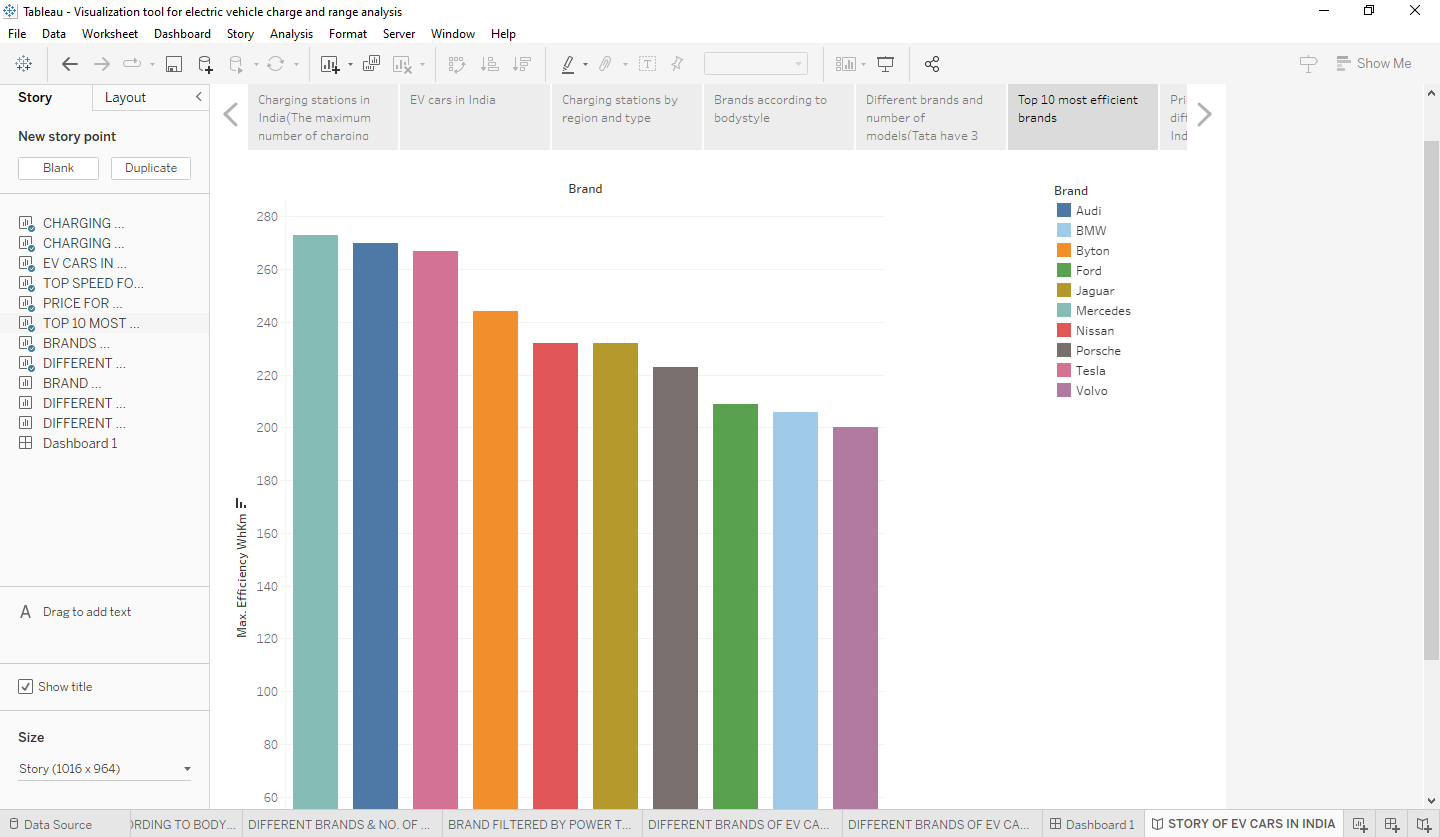 Tableau - Visualization tool for electric vehicle charge and range analysis
File Data Worksheet Dashboard Story Analysis Format Server Window Help
Show Me
Story Layout
New story point
Blank Duplicate
CHARGING ...
CHARGING ...
EV CARS IN ...
TOP SPEED FO...
PRICE FOR ...
TOP 10 MOST ...
BRANDS ...
DIFFERENT ...
BRAND ...
DIFFERENT ...
DIFFERENT ...
Dashboard 1
A Drag to add text
Show title
Size
Story (1016 x 964)
Charging stations in
India(The maximum
number of charging
EV cars in India
Charging stations by
region and type
Brands according to
bodystyle
Different brands and
number of
models(Tata have 3
Top 10 most efficient
brands
Pri
diff
Ind
Brand
280
260
240
220
200
180
160
140
120
100
80
60
Max. Efficiency WhKm
Brand
Audi
BMW
Byton
Ford
Jaguar
Mercedes
Nissan
Porsche
Tesla
Volvo
Data Source
RDING TO BODY...
DIFFERENT BRANDS & NO. OF ...
BRAND FILTERED BY POWER T...
DIFFERENT BRANDS OF EV CA...
DIFFERENT BRANDS OF EV CA...
Dashboard 1
STORY OF EV CARS IN INDIA